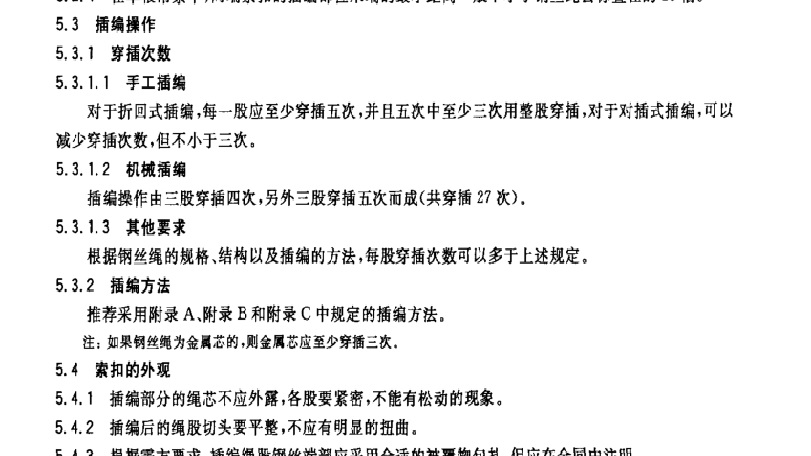 5.3 插编操作
5.3.1 穿插次数
5.3.1.1 手工插编
对于折回式插编,每一股应至少穿插五次,并且五次中至少三次用整股穿插,对于对插式插编,可以
减少穿插次数,但不小于三次。
5.3.1.2 机械插编
插编操作由三股穿插四次,另外三股穿插五次而成(共穿插 27 次)。
5.3.1.3 其他要求
根据钢丝绳的规格、结构以及插编的方法,每股穿插次数可以多于上述规定。
5.3.2 插编方法
推荐采用附录 A、附录 B 和附录 C 中规定的插编方法。
注:如果钢丝绳为金属芯的,则金属芯应至少穿插三次。
5.4 索扣的外观
5.4.1 插编部分的绳芯不应外露,各股要紧密,不能有松动的现象。
5.4.2 插编后的绳股切头要平整,不应有明显的扭曲。
5.4.3 根据需方要求,插编绳股钢丝端部应采用合适的被覆物包扎,但应在合同中注明